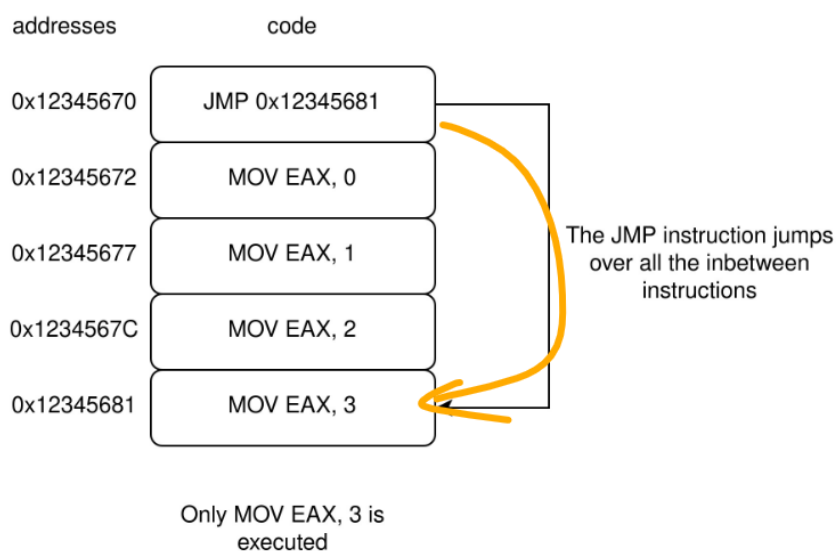 addresses code
0x12345670 JMP 0x12345681
0x12345672 MOV EAX, 0
0x12345677 MOV EAX, 1
0x1234567C MOV EAX, 2
0x12345681 MOV EAX, 3
The JMP instruction jumps
over all the inbetween
instructions
Only MOV EAX, 3 is
executed